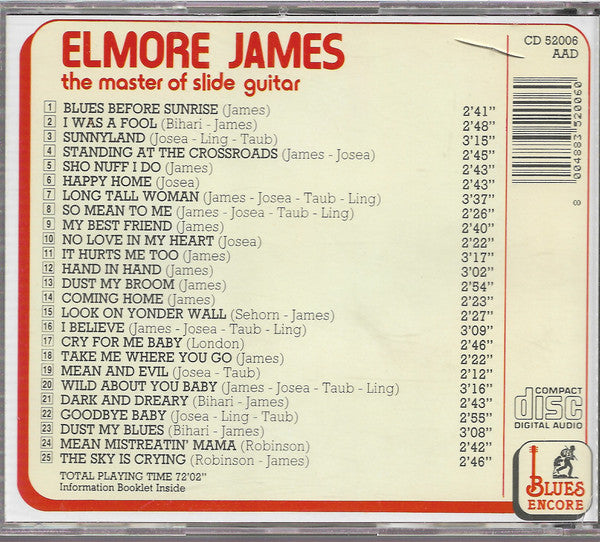 ELMORE JAMES
the master of slide guitar
CD 52006
AAD
1 BLUES BEFORE SUNRISE (James) 2'41"
2 I WAS A FOOL (Bihari - James) 2'48"
3 SUNNYLAND (Josea - Ling - Taub) 3'15"
4 STANDING AT THE CROSSROADS (James - Josea) 2'45"
5 SHO NUFF I DO (James) 2'43"
6 HAPPY HOME (Josea) 2'43"
7 LONG TALL WOMAN (James - Josea - Taub - Ling) 3'37"
8 SO MEAN TO ME (James - Josea - Taub - Ling) 2'26"
9 MY BEST FRIEND (James) 2'40"
10 NO LOVE IN MY HEART (Josea) 2'22"
11 IT HURTS ME TOO (James) 3'17"
12 HAND IN HAND (James) 3'02"
13 DUST MY BROOM (James) 2'54"
14 COMING HOME (James) 2'23"
15 LOOK ON YONDER WALL (Sehorn - James) 2'27"
16 I BELIEVE (James - Josea - Taub - Ling) 3'09"
17 CRY FOR ME BABY (London) 2'46"
18 TAKE ME WHERE YOU GO (James) 2'22"
19 MEAN AND EVIL (Josea - Taub) 2'12"
20 WILD ABOUT YOU BABY (James - Josea - Taub - Ling) 3'16"
21 DARK AND DREARY (Bihari - James) 2'43"
22 GOODBYE BABY (Josea - Ling - Taub) 2'55"
23 DUST MY BLUES (Bihari - James) 3'08"
24 MEAN MISTREATIN' MAMA (Robinson) 2'42"
25 THE SKY IS CRYING (Robinson - James) 2'46"
TOTAL PLAYING TIME 72'02"
Information Booklet Inside
004883 520060
8
COMPACT
disc
DIGITAL AUDIO
BLUES
ENCORE